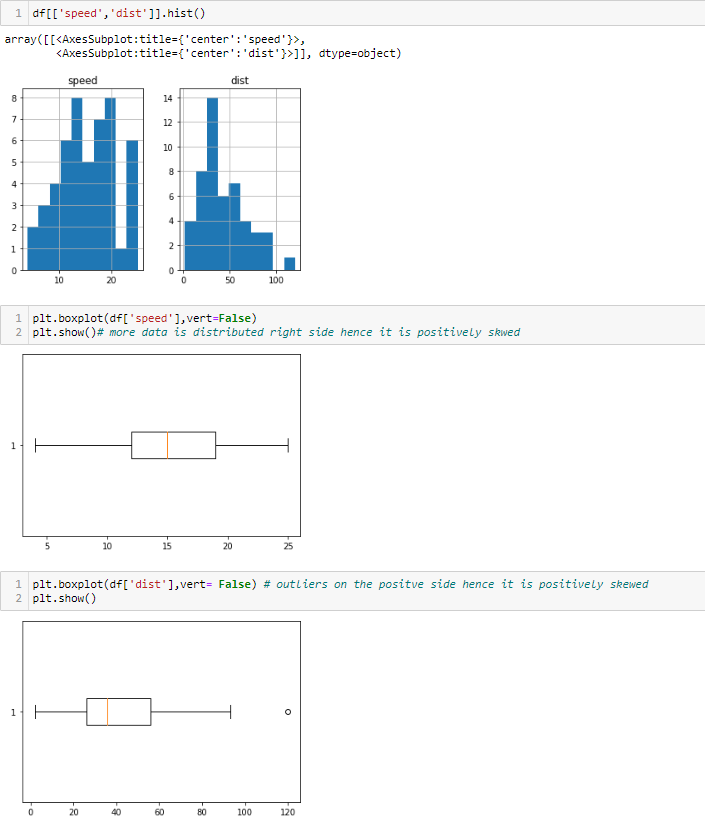 1 df[['speed','dist']].hist()
array([[<AxesSubplot:title={'center':'speed'}>,
<AxesSubplot:title={'center':'dist'}>]], dtype=object)
speed dist
8 14
7 12
6 10
5 8
4 6
3 4
2 2
1 0
0
10 20 0 50 100
1 plt.boxplot(df['speed'],vert=False)
2 plt.show()# more data is distributed right side hence it is positively skwed
1
5 10 15 20 25
1 plt.boxplot(df['dist'],vert= False) # outliers on the positve side hence it is positively skewed
2 plt.show()
1
0 20 40 60 80 100 120